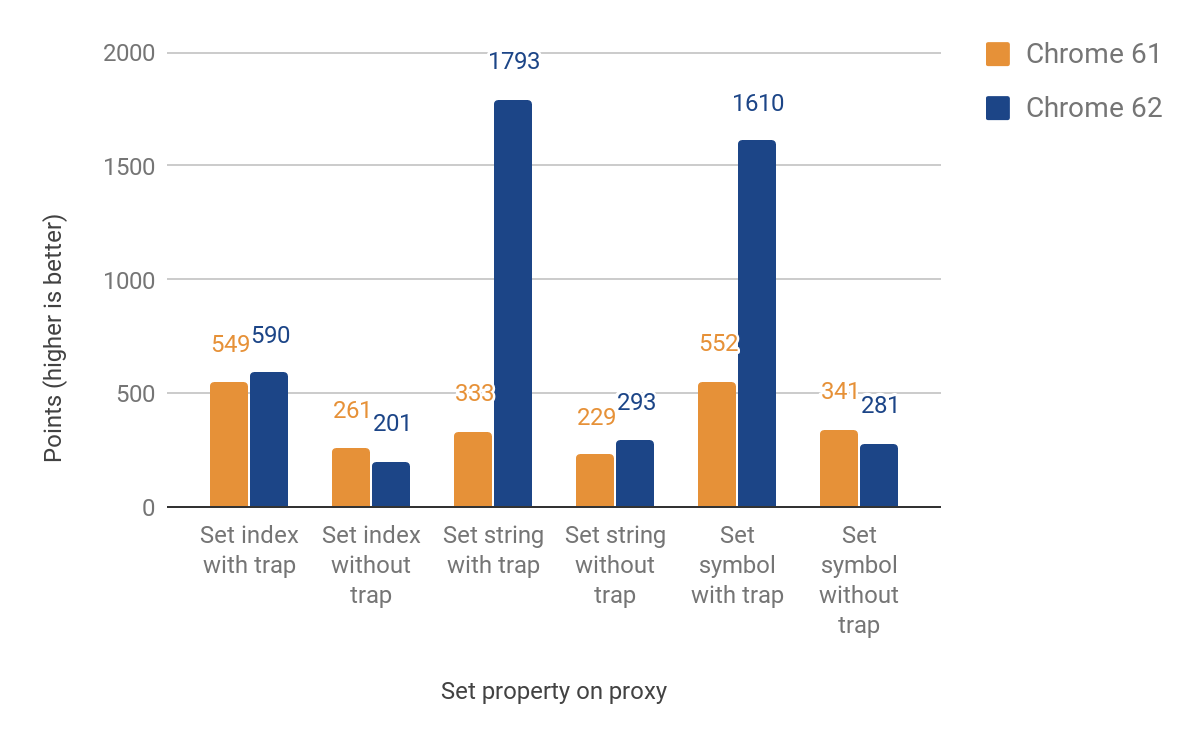 2000
1500
1000
500
0
Points (higher is better)
549
590
261
201
333
1793
229
293
552
1610
341
281
Set index
with trap
Set index
without
trap
Set string
with trap
Set string
without
trap
Set
symbol
with trap
Set
symbol
without
trap
Set property on proxy
Chrome 61
Chrome 62